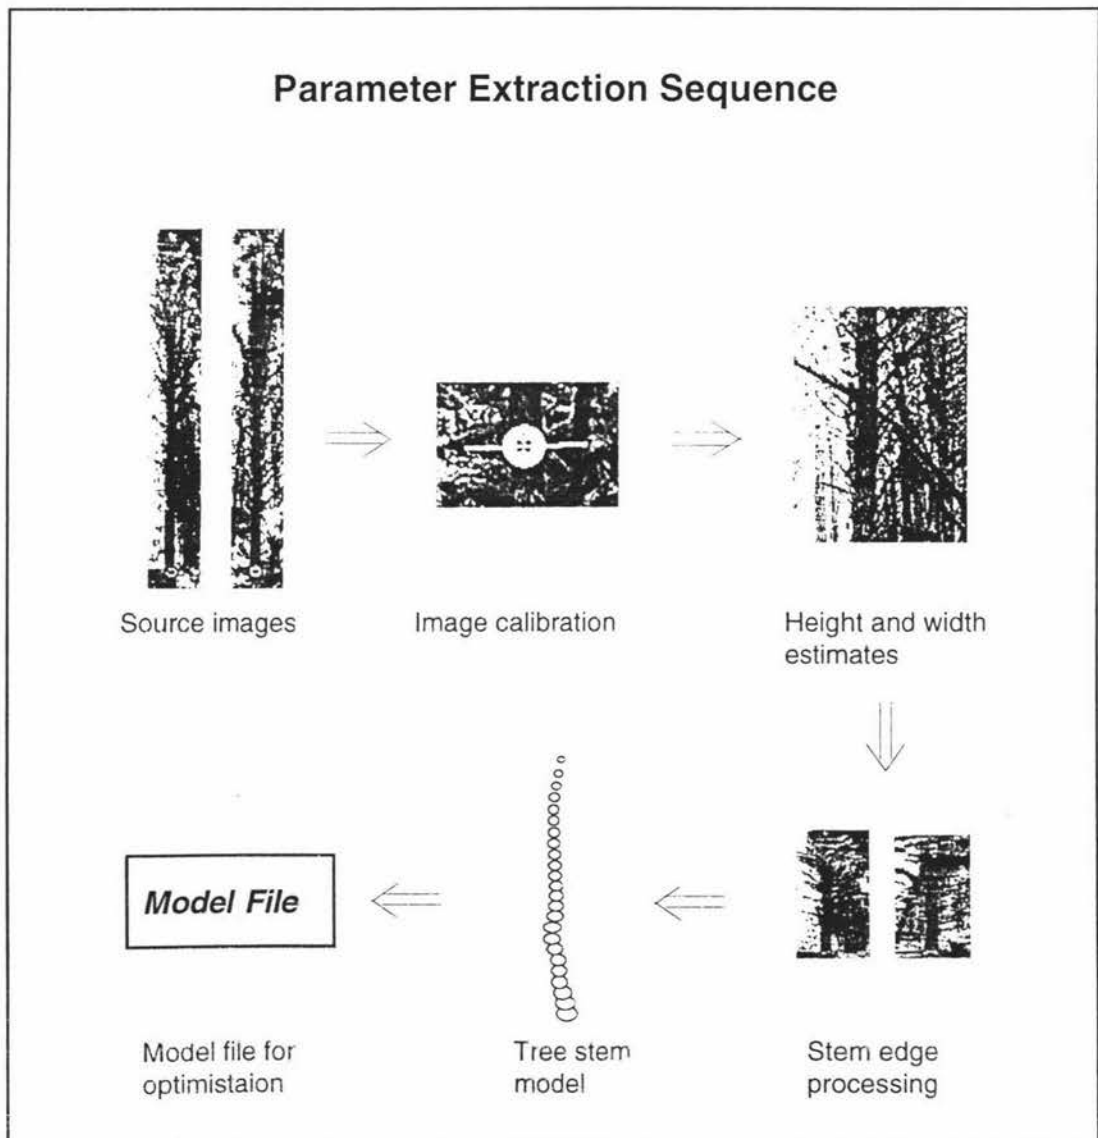 Parameter Extraction Sequence
Source images
Image calibration
Height and width
estimates
Model File
Model file for
optimistaion
Tree stem
model
Stem edge
processing